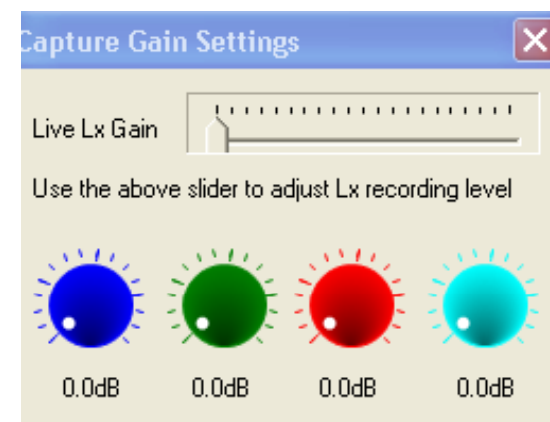 Capture Gain Settings
Live Lx Gain
Use the above slider to adjust Lx recording level
0.0dB 0.0dB 0.0dB 0.0dB